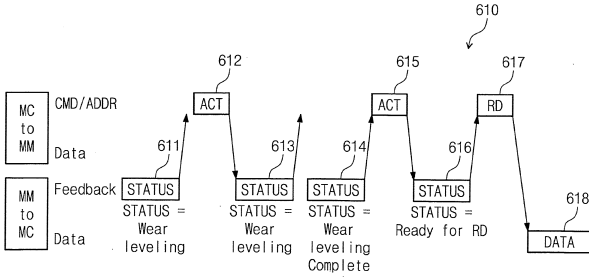 610
612
615
617
MC
to
MM
CMD/ADDR
ACT
ACT
RD
Data
611
613
614
616
MM
to
MC
Feedback
STATUS
STATUS
STATUS
STATUS
STATUS =
Wear
leveling
STATUS =
Wear
leveling
STATUS =
Wear
leveling
Complete
STATUS =
Ready for RD
618
Data
DATA